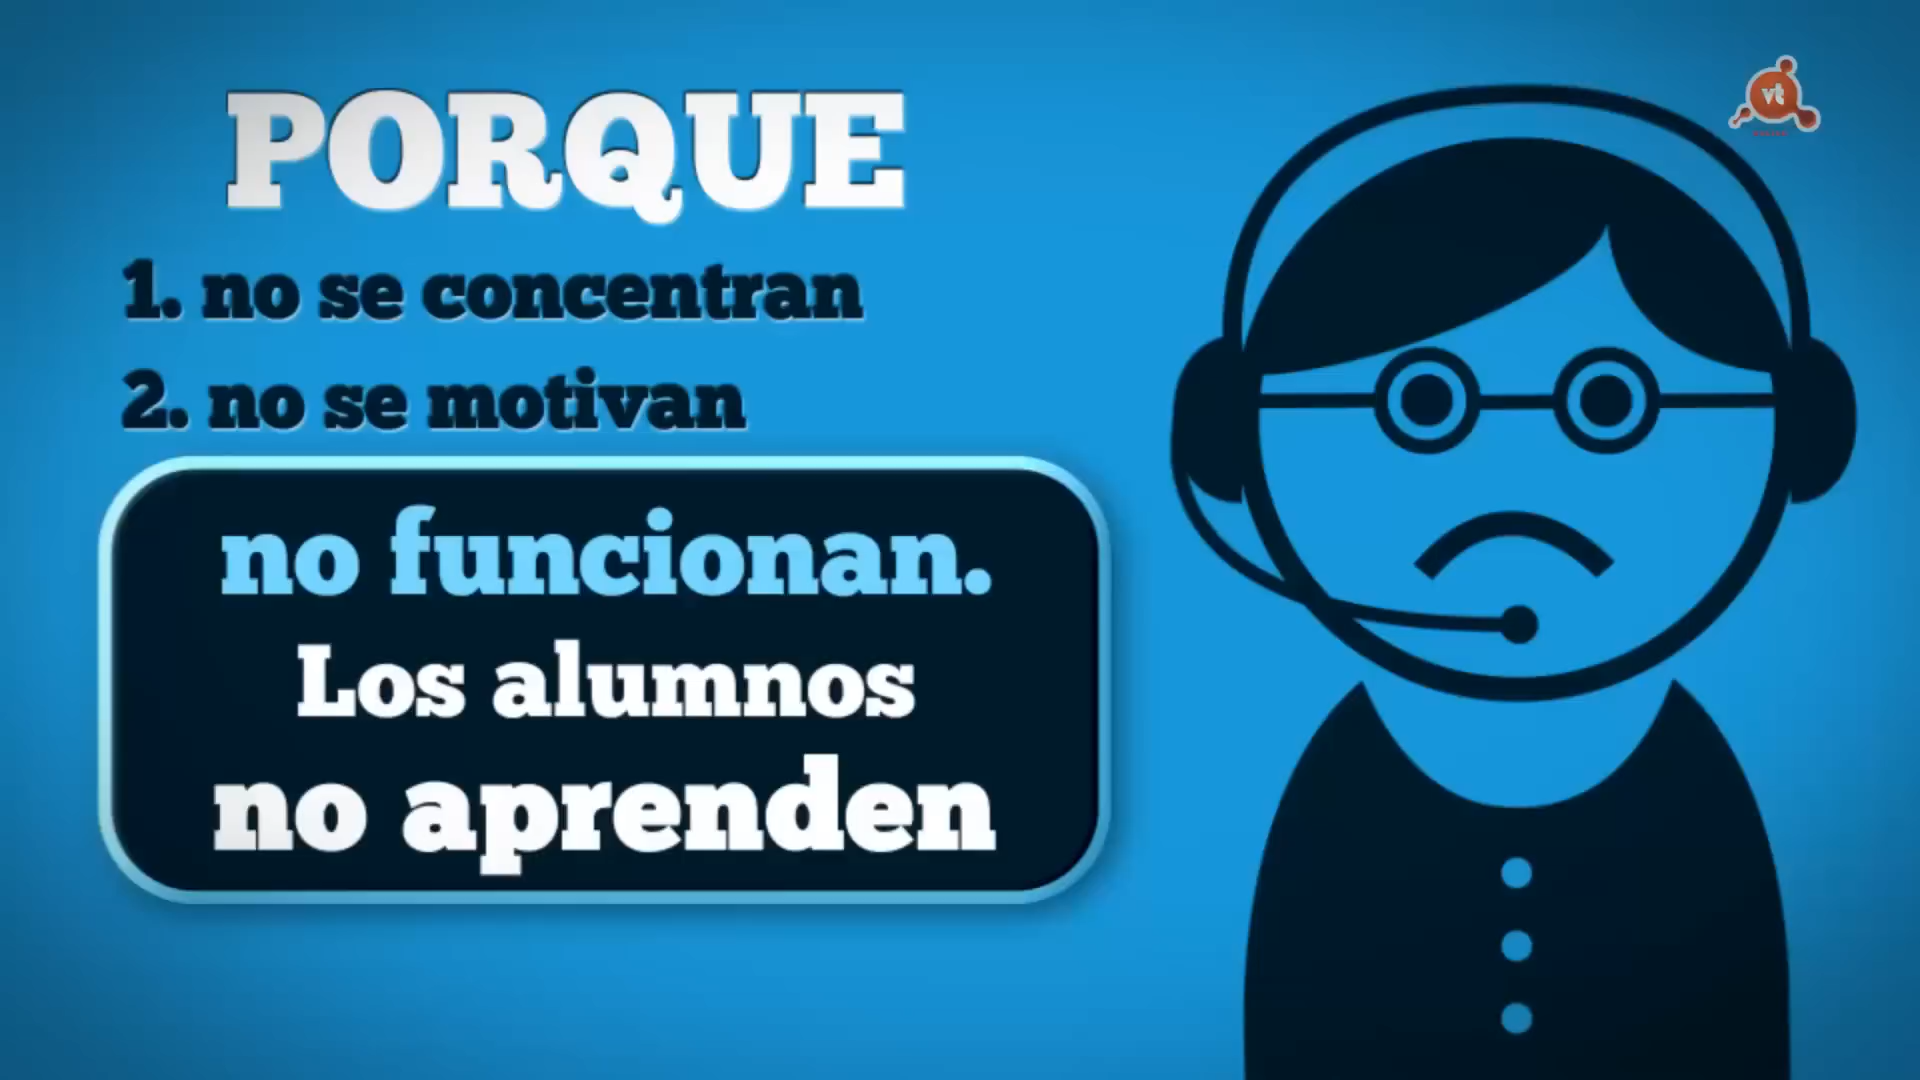 PORQUE
1. no se concentran
2. no se motivan
no funcionan.
Los alumnos
no aprenden
vt